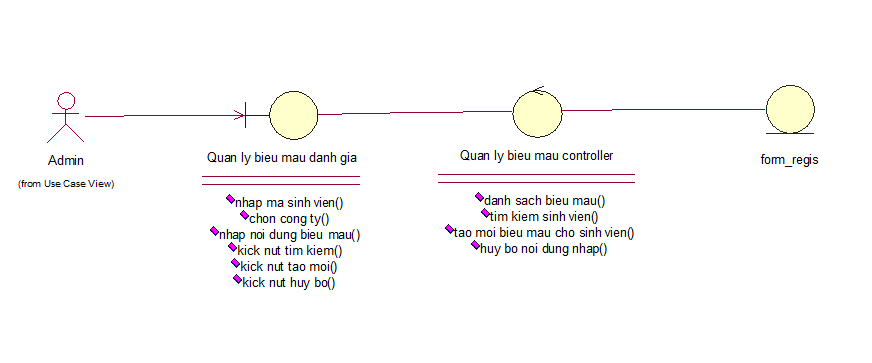 Admin
(from Use Case View)
Quan ly bieu mau danh gia
nhap ma sinh vien()
chon cong ty()
nhap noi dung bieu mau()
kick nut tim kiem()
kick nut tao moi()
kick nut huy bo()
Quan ly bieu mau controller
danh sach bieu mau()
tim kiem sinh vien()
tao moi bieu mau cho sinh vien()
huy bo noi dung nhap()
form_regis